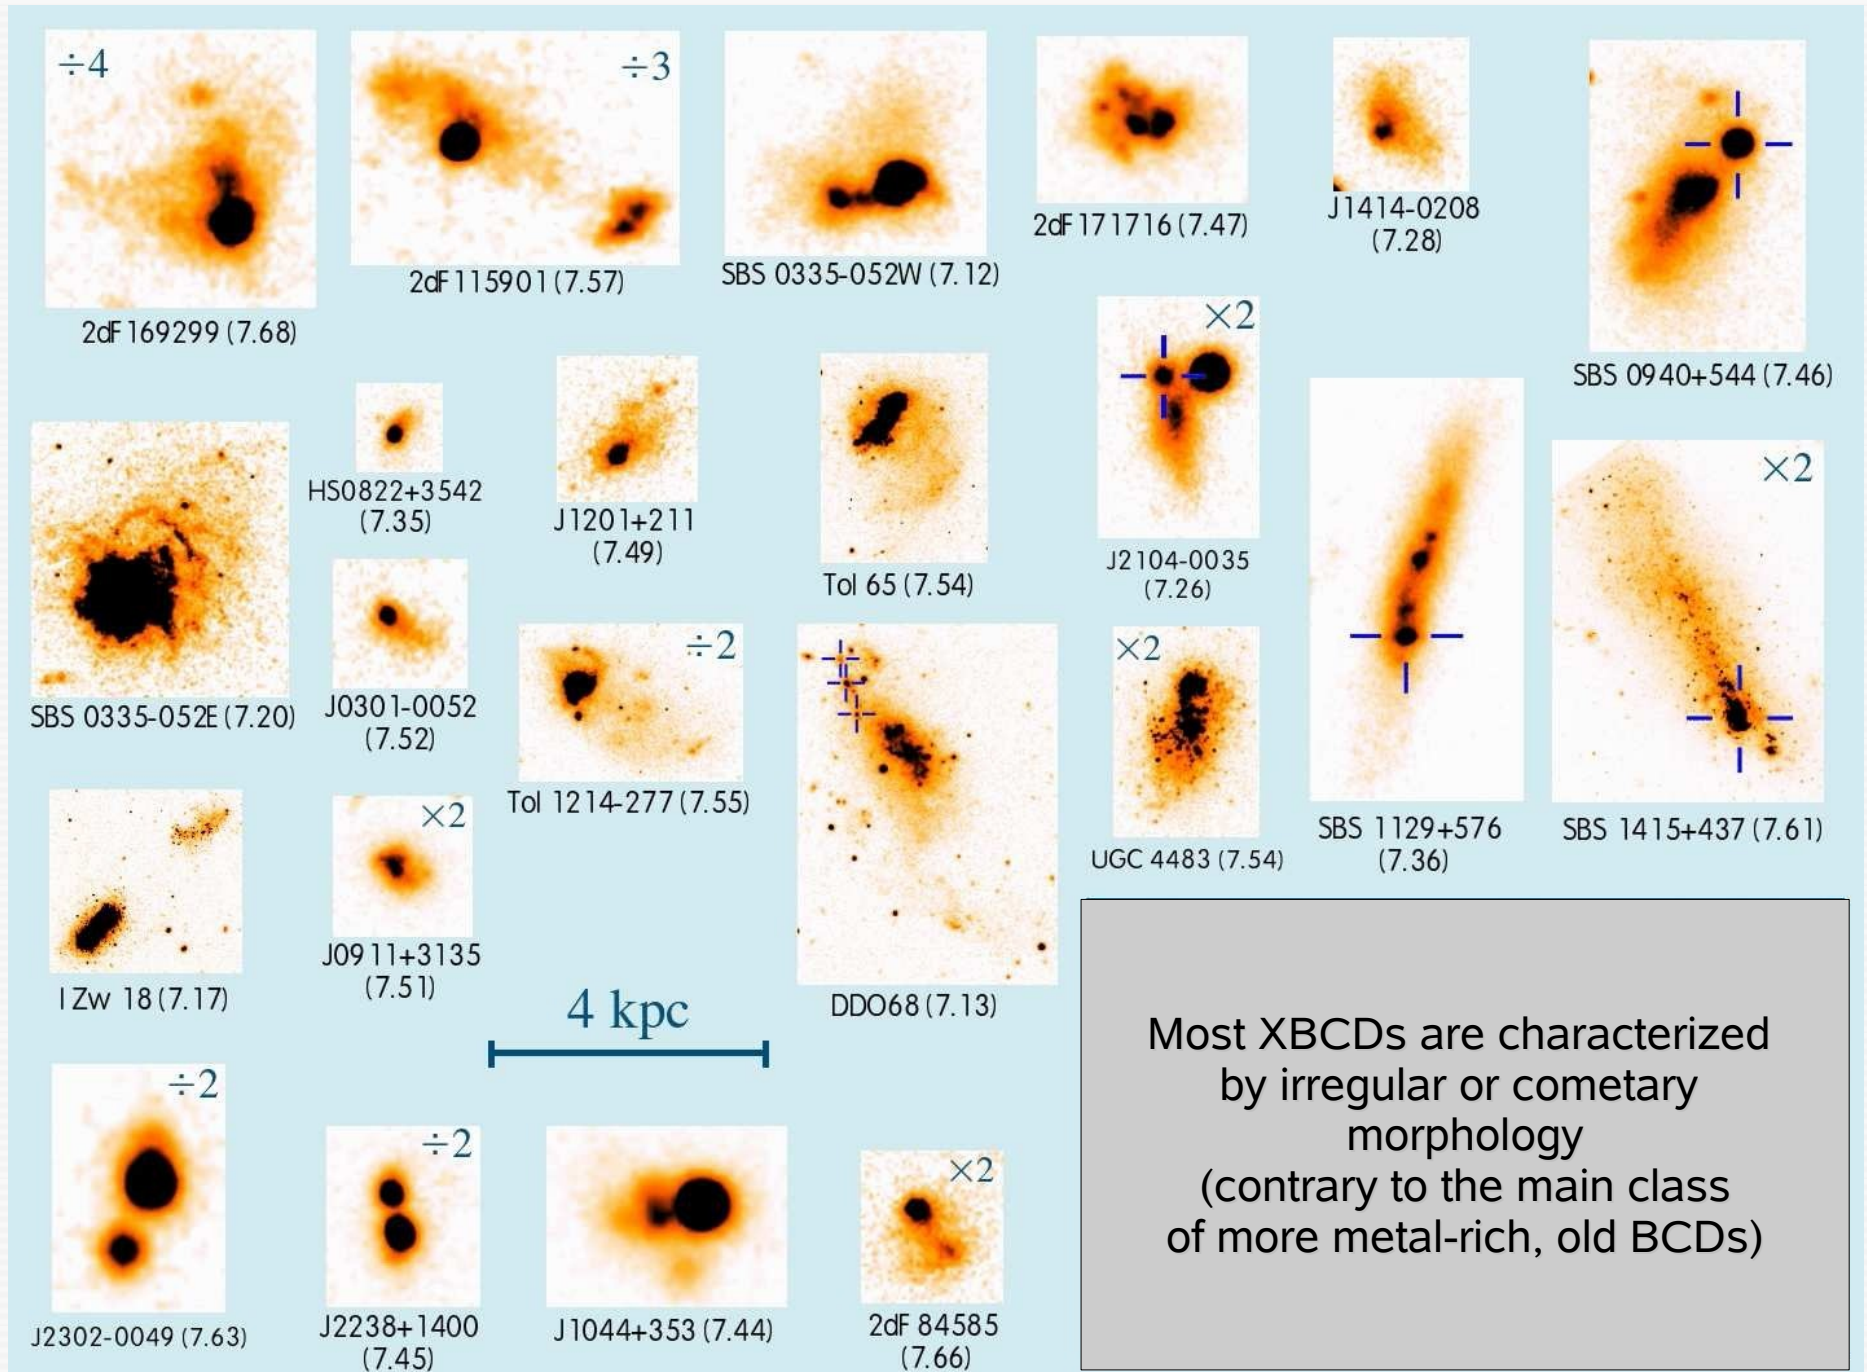 ÷4
2dF 169299 (7.68)
÷3
2dF 115901 (7.57)
SBS 0335-052W (7.12)
2dF 171716 (7.47)
J1414-0208
(7.28)
SBS 0940+544 (7.46)
SBS 0335-052E (7.20)
HS0822+3542
(7.35)
J1201+211
(7.49)
Tol 65 (7.54)
×2
J2104-0035
(7.26)
J0301-0052
(7.52)
÷2
Tol 1214-277 (7.55)
DDO68 (7.13)
×2
UGC 4483 (7.54)
SBS 1129+576
(7.36)
×2
SBS 1415+437 (7.61)
I Zw 18 (7.17)
×2
J0911+3135
(7.51)
4 kpc
÷2
J2302-0049 (7.63)
÷2
J2238+1400
(7.45)
J1044+353 (7.44)
×2
2dF 84585
(7.66)
Most XBCDs are characterized
by irregular or cometary
morphology
(contrary to the main class
of more metal-rich, old BCDs)